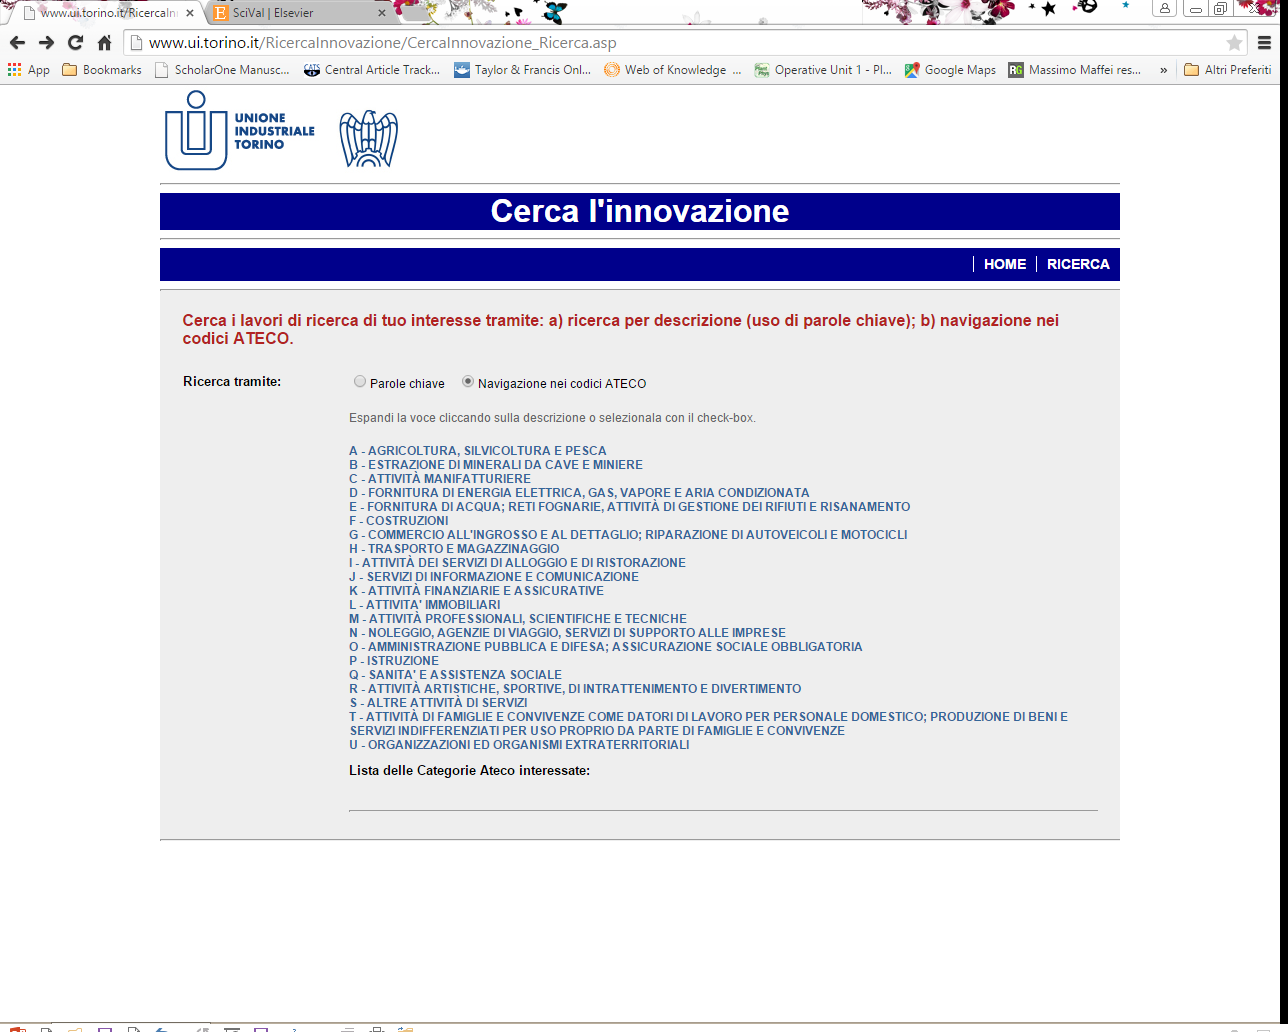 www.ui.torino.it/RicercaIn
SciVal | Elsevier
www.ui.torino.it/RicercaInnovazione/CercaInnovazione_Ricerca.asp
App Bookmarks ScholarOne Manusc... Central Article Track... Taylor & Francis Onl... Web of Knowledge ... Operative Unit 1 - Pl... Google Maps RG Massimo Maffei res... » Altri Preferiti
UNIONE
INDUSTRIALE
TORINO
Cerca l'innovazione
HOME RICERCA
Cerca i lavori di ricerca di tuo interesse tramite: a) ricerca per descrizione (uso di parole chiave); b) navigazione nei
codici ATECO.
Ricerca tramite: Parole chiave Navigazione nei codici ATECO
Espandi la voce cliccando sulla descrizione o selezionala con il check-box.
A - AGRICOLTURA, SILVICOLTURA E PESCA
B - ESTRAZIONE DI MINERALI DA CAVE E MINIERE
C - ATTIVITÀ MANIFATTURIERE
D - FORNITURA DI ENERGIA ELETTRICA, GAS, VAPORE E ARIA CONDIZIONATA
E - FORNITURA DI ACQUA; RETI FOGNARIE, ATTIVITÀ DI GESTIONE DEI RIFIUTI E RISANAMENTO
F - COSTRUZIONI
G - COMMERCIO ALL'INGROSSO E AL DETTAGLIO; RIPARAZIONE DI AUTOVEICOLI E MOTOCICLI
H - TRASPORTO E MAGAZZINAGGIO
I - ATTIVITÀ DEI SERVIZI DI ALLOGGIO E DI RISTORAZIONE
J - SERVIZI DI INFORMAZIONE E COMUNICAZIONE
K - ATTIVITÀ FINANZIARIE E ASSICURATIVE
L - ATTIVITA' IMMOBILIARI
M - ATTIVITÀ PROFESSIONALI, SCIENTIFICHE E TECNICHE
N - NOLEGGIO, AGENZIE DI VIAGGIO, SERVIZI DI SUPPORTO ALLE IMPRESE
O - AMMINISTRAZIONE PUBBLICA E DIFESA; ASSICURAZIONE SOCIALE OBBLIGATORIA
P - ISTRUZIONE
Q - SANITA' E ASSISTENZA SOCIALE
R - ATTIVITÀ ARTISTICHE, SPORTIVE, DI INTRATTENIMENTO E DIVERTIMENTO
S - ALTRE ATTIVITÀ DI SERVIZI
T - ATTIVITÀ DI FAMIGLIE E CONVIVENZE COME DATORI DI LAVORO PER PERSONALE DOMESTICO; PRODUZIONE DI BENI E
SERVIZI INDIFFERENZIATI PER USO PROPRIO DA PARTE DI FAMIGLIE E CONVIVENZE
U - ORGANIZZAZIONI ED ORGANISMI EXTRATERRITORIALI
Lista delle Categorie Ateco interessate: